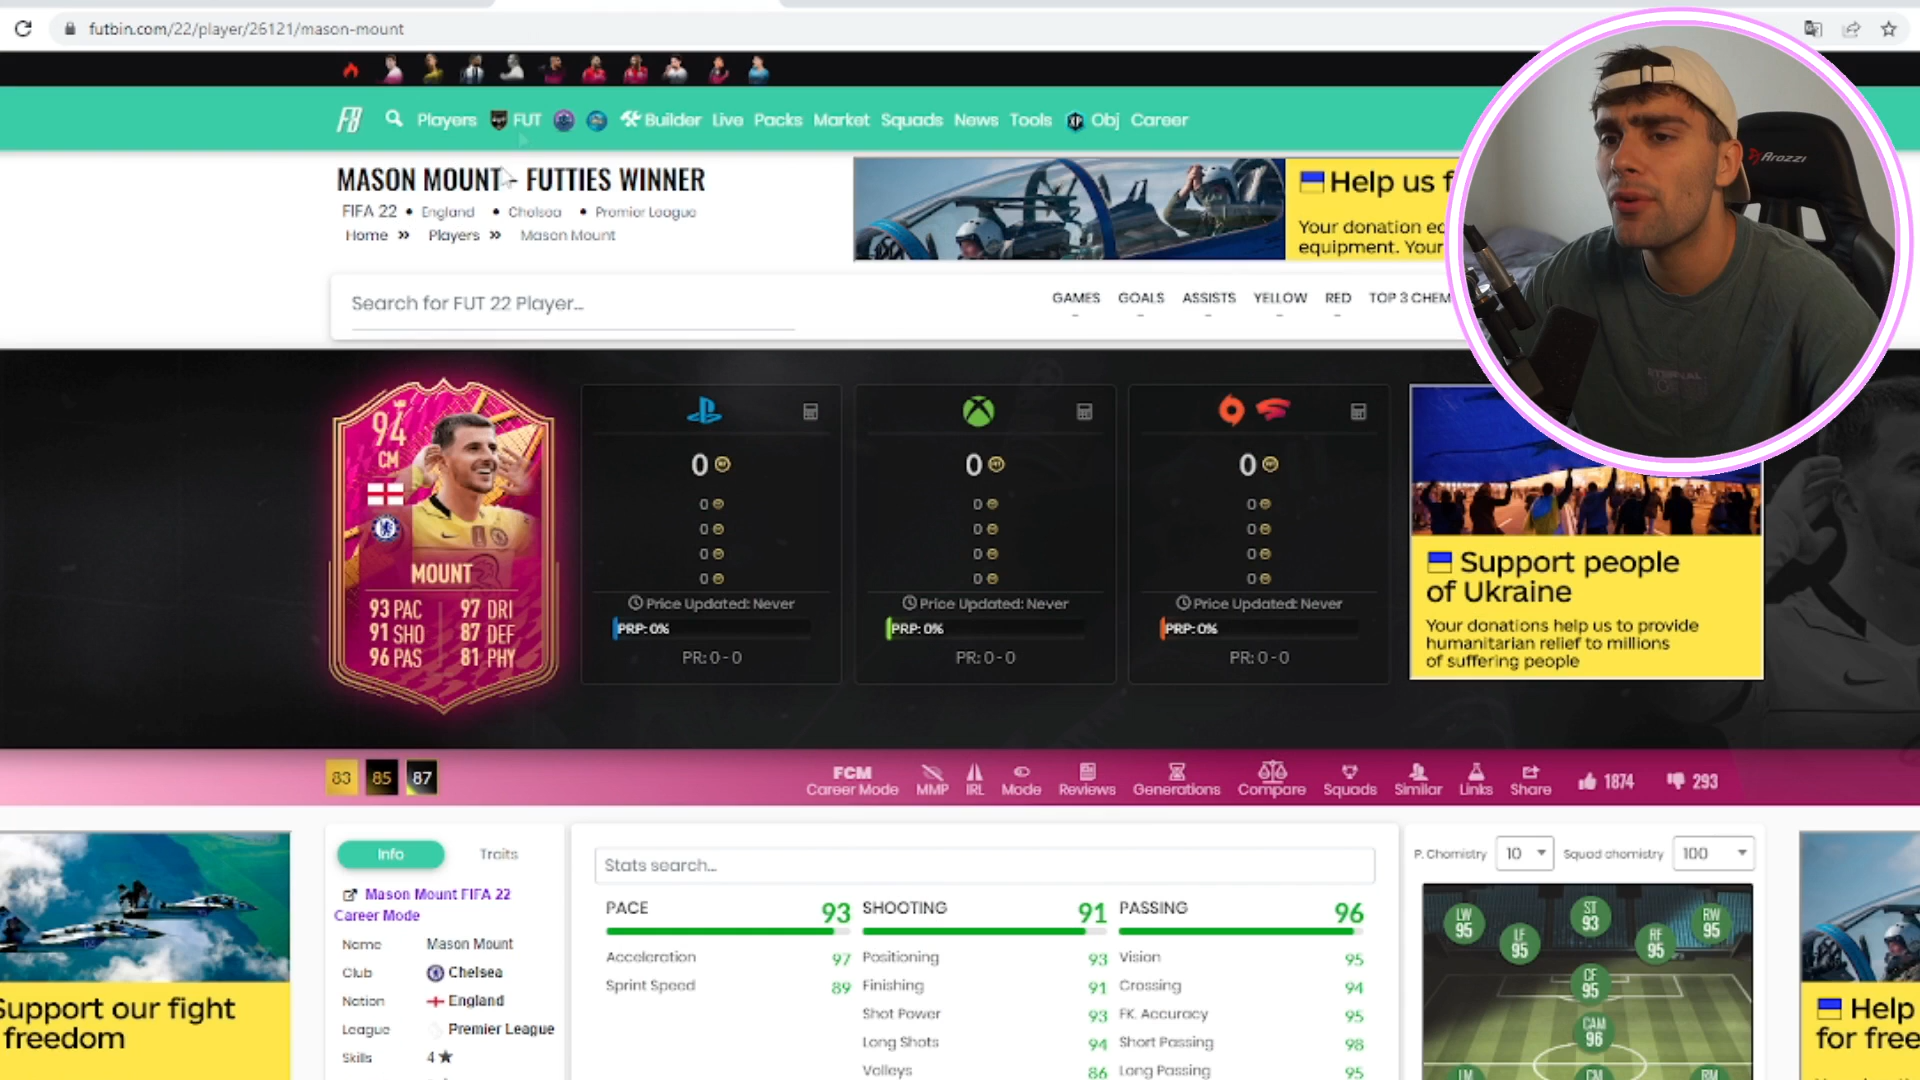 futbin.com/22/player/26121/mason-mount
FB Players FUT Builder Live Packs Market Squads News Tools XP Obj Career
MASON MOUNT - FUTTIES WINNER
FIFA 22 • England • Chelsea • Premier League
Home » Players » Mason Mount
Help us f
Your donation ec
equipment. Your
Arozzi
Search for FUT 22 Player...
GAMES GOALS ASSISTS YELLOW RED TOP 3 CHEM
- - - - -
94
CM
MOUNT
93 PAC 97 DRI
91 SHO 87 DEF
96 PAS 81 PHY
0 0 0
0 0 0
0 0 0
0 0 0
0 0 0
Price Updated: Never Price Updated: Never Price Updated: Never
PRP: 0% PRP: 0% PRP: 0%
PR: 0 - 0 PR: 0 - 0 PR: 0 - 0
Support people
of Ukraine
Your donations help us to provide
humanitarian relief to millions
of suffering people
83 85 87
FCM
Career Mode MMP IRL Mode Reviews Generations Compare Squads Similar Links Share 1874 293
Info Traits
Mason Mount FIFA 22
Career Mode
Name Mason Mount
Club Chelsea
Nation England
League Premier League
Skills 4★
Stats search...
PACE 93 SHOOTING 91 PASSING 96
Acceleration 97 Positioning 93 Vision 95
Sprint Speed 89 Finishing 91 Crossing 94
Shot Power 93 FK. Accuracy 95
Long Shots 94 Short Passing 98
Volleys 86 Long Passing 95
P. Chemistry 10 Squad chemistry 100
LW 95
ST 93
RW 95
LF 95
RF 95
CF 95
CAM 96
LM CM RM
Support our fight
freedom
Help
for free